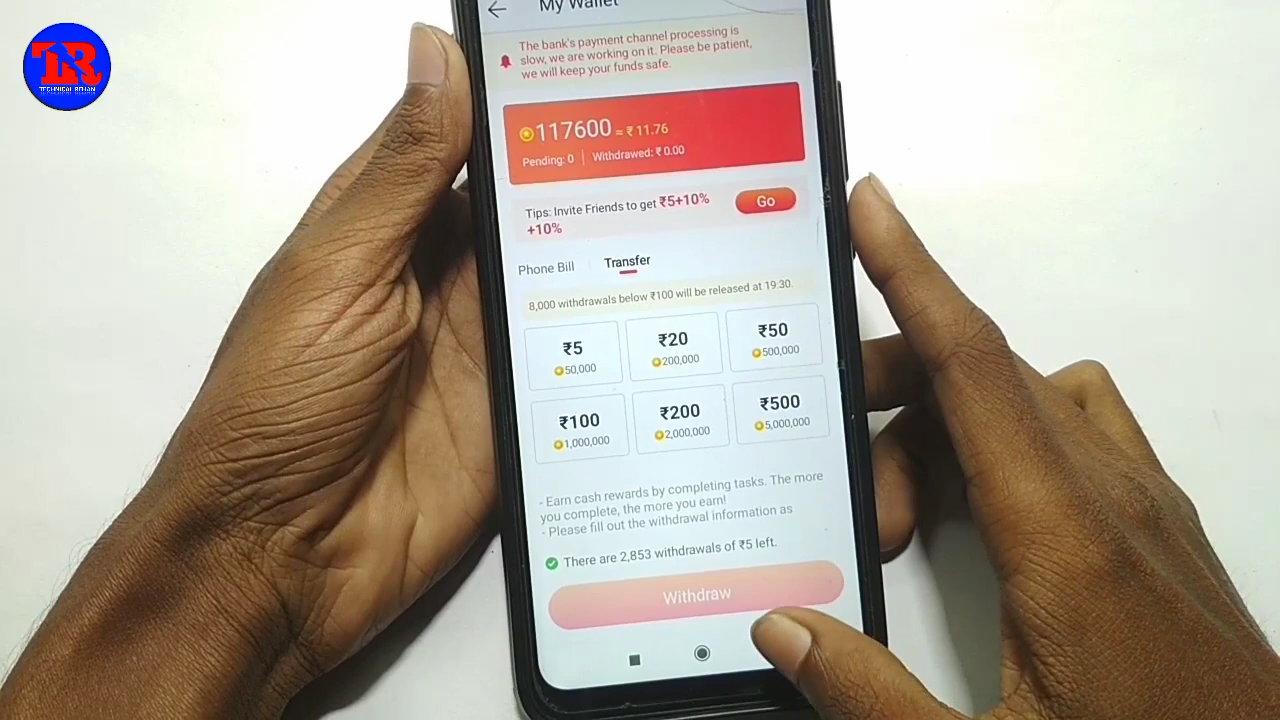 TR
TECHNICAL REHAN
My Wallet
The bank's payment channel processing is
slow, we are working on it. Please be patient,
we will keep your funds safe.
117600 ≈ ₹ 11.76
Pending: 0 | Withdrawed: ₹ 0.00
Tips: Invite Friends to get ₹5+10%
+10%
Go
Phone Bill Transfer
8,000 withdrawals below ₹100 will be released at 19:30.
₹5 ₹20 ₹50
50,000 200,000 500,000
₹100 ₹200 ₹500
1,000,000 2,000,000 5,000,000
- Earn cash rewards by completing tasks. The more
you complete, the more you earn!
- Please fill out the withdrawal information as
There are 2,853 withdrawals of ₹5 left.
Withdraw